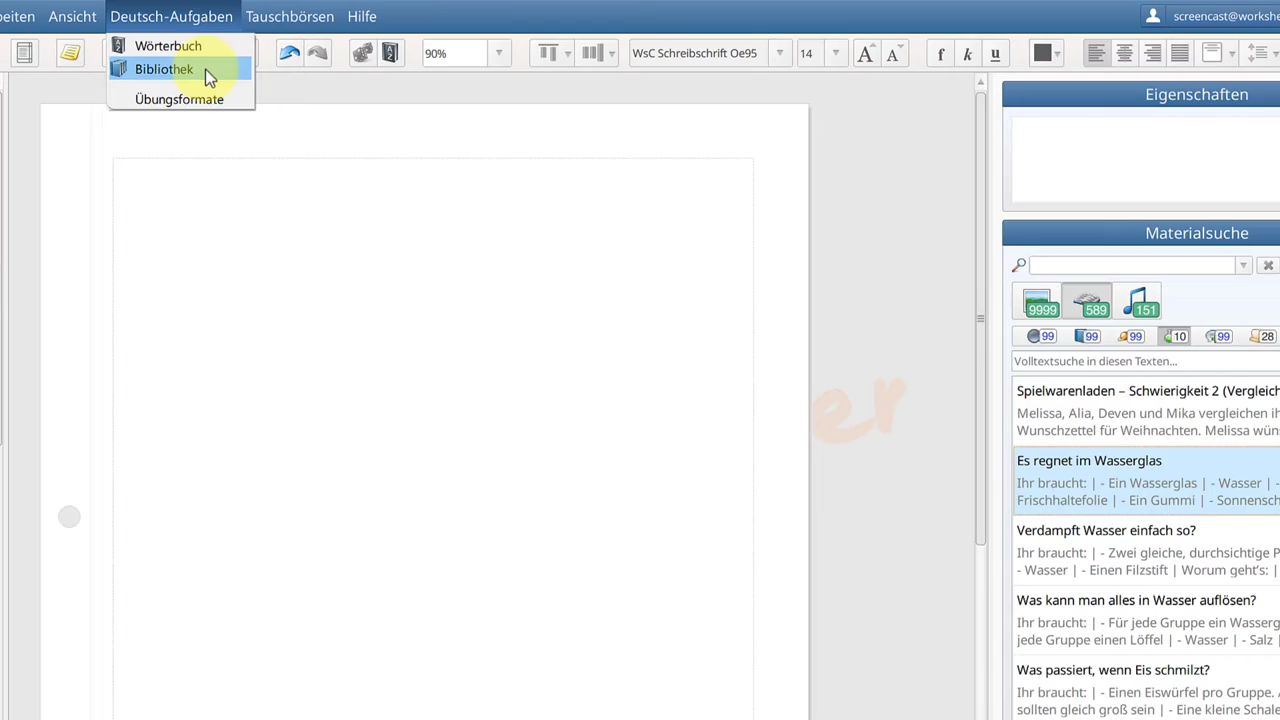 beiten Ansicht Deutsch-Aufgaben Tauschbörsen Hilfe screencast@workshe
Wörterbuch
Bibliothek
Übungsformate
90% WsC Schreibschrift Oe95 14 A A f k u
Eigenschaften
Materialsuche
9999 589 151
99 99 99 10 99 28
Volltextsuche in diesen Texten...
Spielwarenladen – Schwierigkeit 2 (Vergleich
Melissa, Alia, Deven und Mika vergleichen ih
Wunschzettel für Weihnachten. Melissa wün
er
Es regnet im Wasserglas
Ihr braucht: | - Ein Wasserglas | - Wasser | -
Frischhaltefolie | - Ein Gummi | - Sonnensch
Verdampft Wasser einfach so?
Ihr braucht: | - Zwei gleiche, durchsichtige P
- Wasser | - Einen Filzstift | Worum geht's: |
Was kann man alles in Wasser auflösen?
Ihr braucht: | - Für jede Gruppe ein Wasserg
jede Gruppe einen Löffel | - Wasser | - Salz |
Was passiert, wenn Eis schmilzt?
Ihr braucht: | - Einen Eiswürfel pro Gruppe. A
sollten gleich groß sein | - Eine kleine Schale